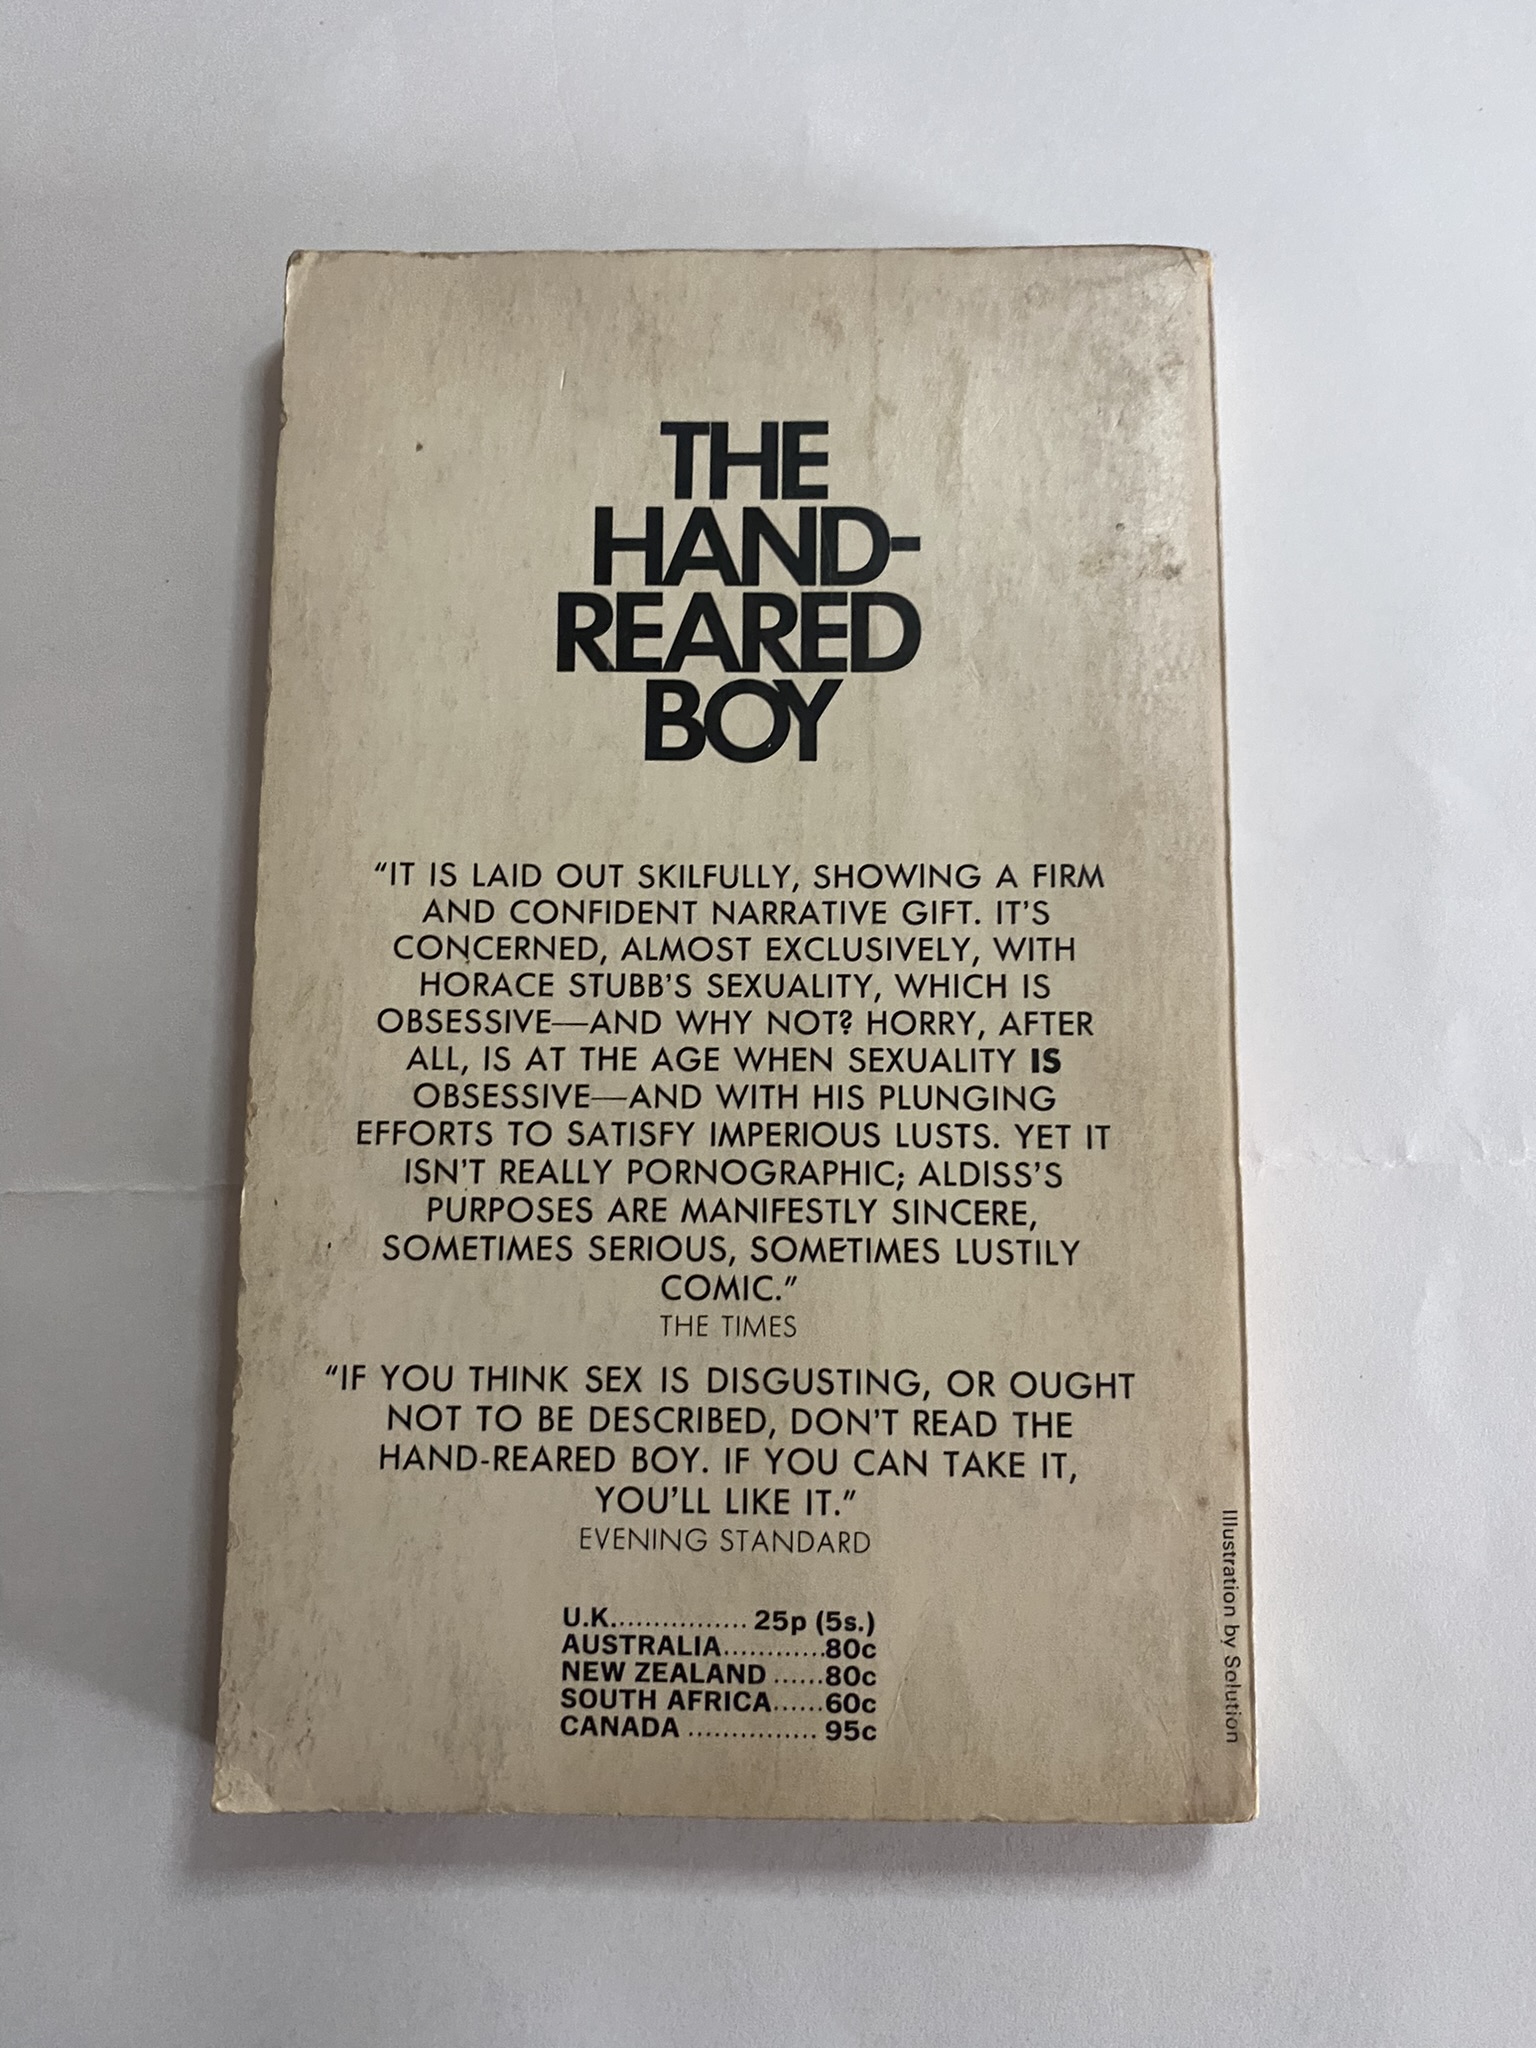 THE
HAND-
REARED
BOY
“IT IS LAID OUT SKILFULLY, SHOWING A FIRM
AND CONFIDENT NARRATIVE GIFT. IT’S
CONCERNED, ALMOST EXCLUSIVELY, WITH
HORACE STUBB’S SEXUALITY, WHICH IS
OBSESSIVE—AND WHY NOT? HORRY, AFTER
ALL, IS AT THE AGE WHEN SEXUALITY IS
OBSESSIVE—AND WITH HIS PLUNGING
EFFORTS TO SATISFY IMPERIOUS LUSTS. YET IT
ISN’T REALLY PORNOGRAPHIC; ALDISS’S
PURPOSES ARE MANIFESTLY SINCERE,
SOMETIMES SERIOUS, SOMETIMES LUSTILY
COMIC.”
THE TIMES
“IF YOU THINK SEX IS DISGUSTING, OR OUGHT
NOT TO BE DESCRIBED, DON’T READ THE
HAND-REARED BOY. IF YOU CAN TAKE IT,
YOU’LL LIKE IT.”
EVENING STANDARD
U.K................. 25p (5s.)
AUSTRALIA............80c
NEW ZEALAND ......80c
SOUTH AFRICA......60c
CANADA ............... 95c
Illustration by Solution